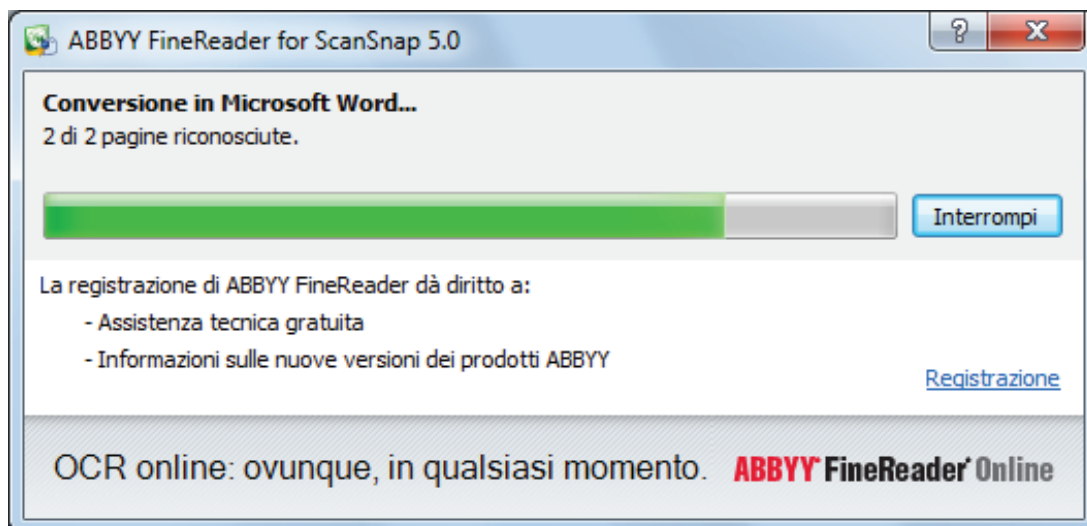 ABBYY FineReader for ScanSnap 5.0
?
Conversione in Microsoft Word...
2 di 2 pagine riconosciute.
Interrompi
La registrazione di ABBYY FineReader dà diritto a:
- Assistenza tecnica gratuita
- Informazioni sulle nuove versioni dei prodotti ABBYY
Registrazione
OCR online: ovunque, in qualsiasi momento. ABBYY FineReader Online